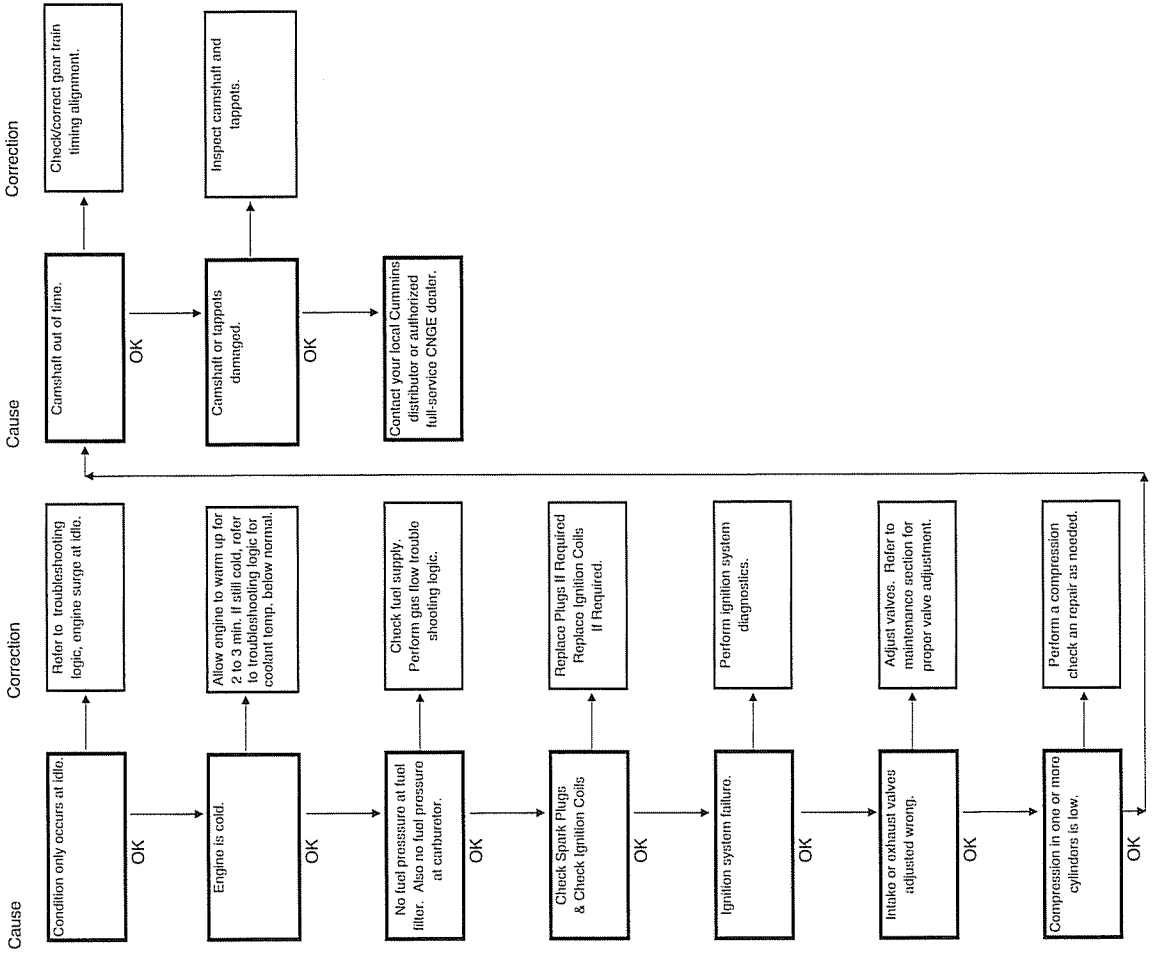 Cause
Correction
Condition only occurs at idle.
Refer to troubleshooting
logic, engine surge at idle.
OK
Engine is cold.
Allow engine to warm up for
2 to 3 min. If still cold, refer
to troubleshooting logic for
coolant temp. below normal.
OK
No fuel presssure at fuel
filter. Also no fuel pressure
at carburetor.
Check fuel supply.
Perform gas flow trouble
shooting logic.
OK
Check Spark Plugs
& Check Ignition Coils
Replace Plugs If Required
Replace Ignition Coils
If Required.
OK
Ignition system failure.
Perform ignition system
diagnostics.
OK
Intake or exhaust valves
adjusted wrong.
Adjust valves. Refer to
maintenance section for
proper valve adjustment.
OK
Compression in one or more
cylinders is low.
Perform a compression
check an repair as needed.
OK
Cause
Correction
Camshaft out of time.
Check/correct gear train
timing alignment.
OK
Camshaft or tappets
damaged.
Inspect camshaft and
tappets.
OK
Contact your local Cummins
distributor or authorized
full-service CNGE dealer.